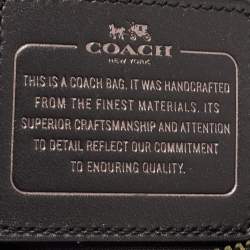 COACH
NEW YORK
THIS IS A COACH BAG. IT WAS HANDCRAFTED
FROM THE FINEST MATERIALS. ITS
SUPERIOR CRAFTSMANSHIP AND ATTENTION
TO DETAIL REFLECT OUR COMMITMENT
TO ENDURING QUALITY.